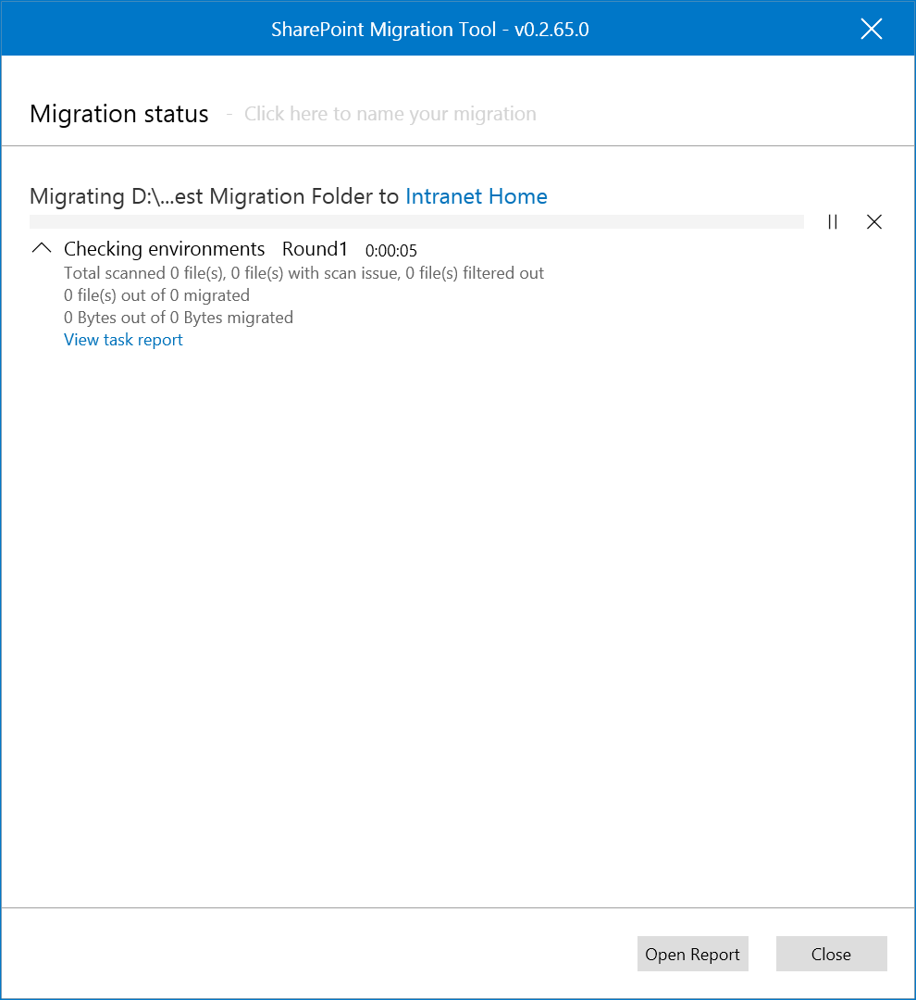 SharePoint Migration Tool - v0.2.65.0
Migration status - Click here to name your migration
Migrating D:\...est Migration Folder to Intranet Home
Checking environments Round1 0:00:05
Total scanned 0 file(s), 0 file(s) with scan issue, 0 file(s) filtered out
0 file(s) out of 0 migrated
0 Bytes out of 0 Bytes migrated
View task report
Open Report Close